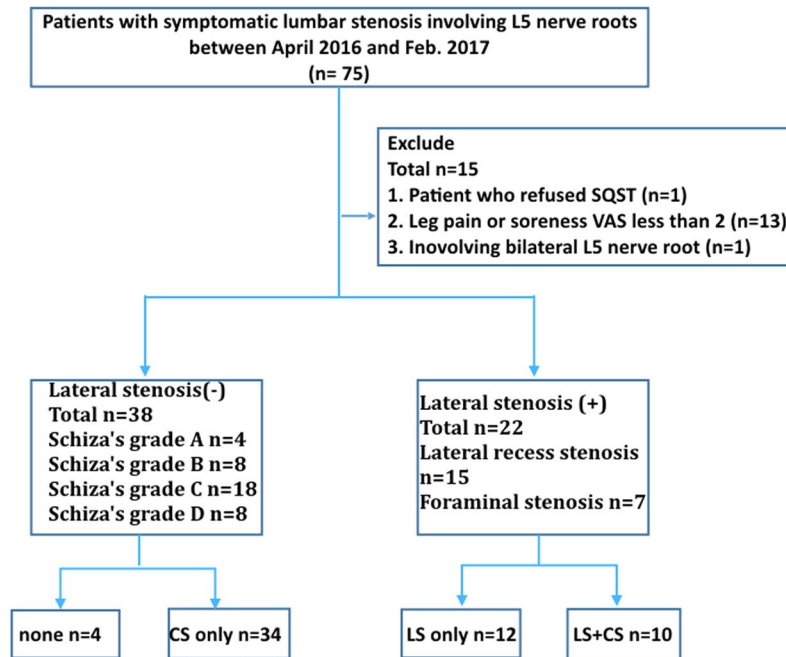 Patients with symptomatic lumbar stenosis involving L5 nerve roots
between April 2016 and Feb. 2017
(n= 75)
Exclude
Total n=15
1. Patient who refused SQST (n=1)
2. Leg pain or soreness VAS less than 2 (n=13)
3. Inovolving bilateral L5 nerve root (n=1)
Lateral stenosis(-)
Total n=38
Schiza's grade A n=4
Schiza's grade B n=8
Schiza's grade C n=18
Schiza's grade D n=8
Lateral stenosis (+)
Total n=22
Lateral recess stenosis
n=15
Foraminal stenosis n=7
none n=4
CS only n=34
LS only n=12
LS+CS n=10